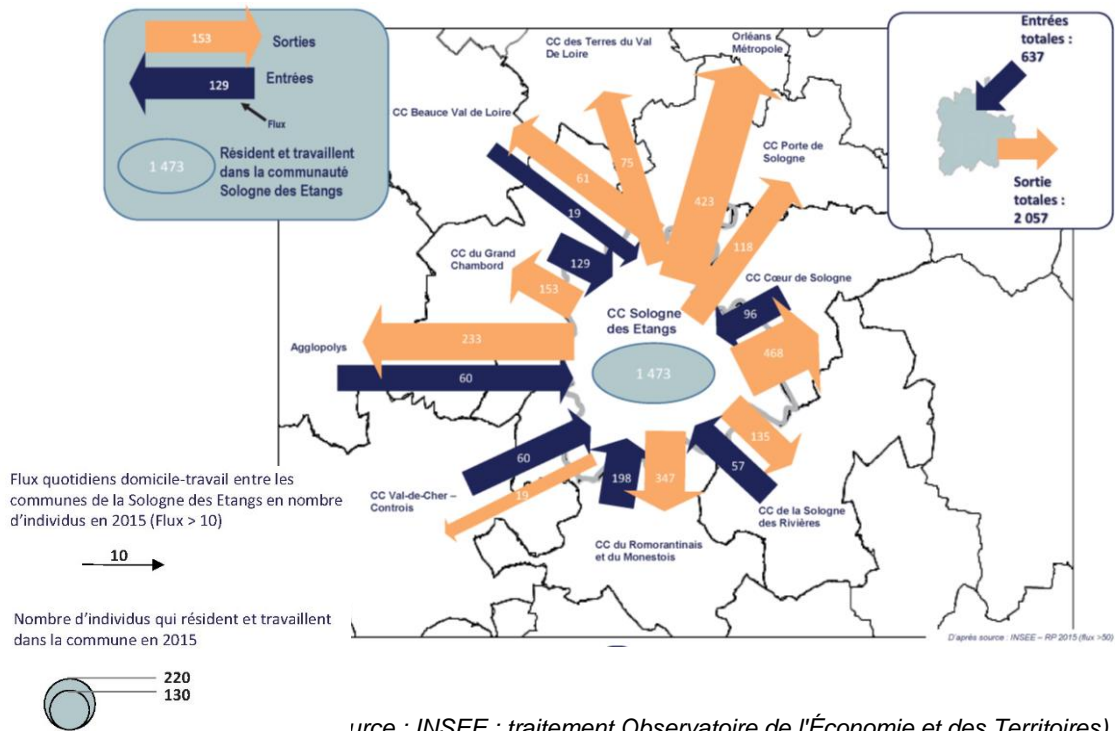 153
Sorties
129
Entrées
Flux
1 473
Résident et travaillent
dans la communauté
Sologne des Etangs
CC des Terres du Val
De Loire
Orléans
Métropole
CC Beauce Val de Loire
CC Porte de
Sologne
Entrées
totales :
637
Sortie
totales :
2 057
75
61
19
423
118
CC du Grand
Chambord
129
153
CC Cœur de Sologne
96
CC Sologne
des Etangs
233
468
Agglopolys
60
1 473
135
60
57
198
347
19
CC Val-de-Cher –
Controis
CC de la Sologne
des Rivières
CC du Romorantinais
et du Monestois
Flux quotidiens domicile-travail entre les
communes de la Sologne des Etangs en nombre
d'individus en 2015 (Flux > 10)
10
Nombre d'individus qui résident et travaillent
dans la commune en 2015
D'après source : INSEE – RP 2015 (flux >50)
220
130
urce : INSEE ; traitement Observatoire de l'Économie et des Territoires)